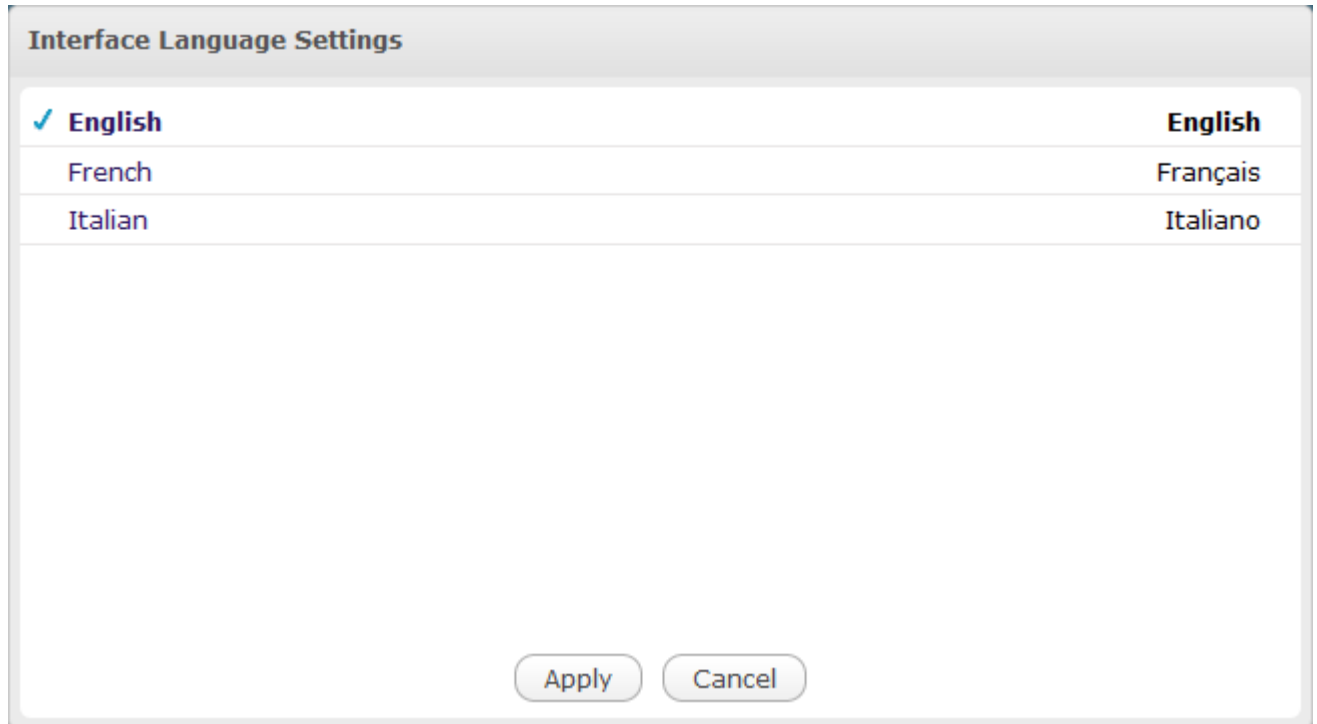 Interface Language Settings
English English
French Français
Italian Italiano
Apply Cancel